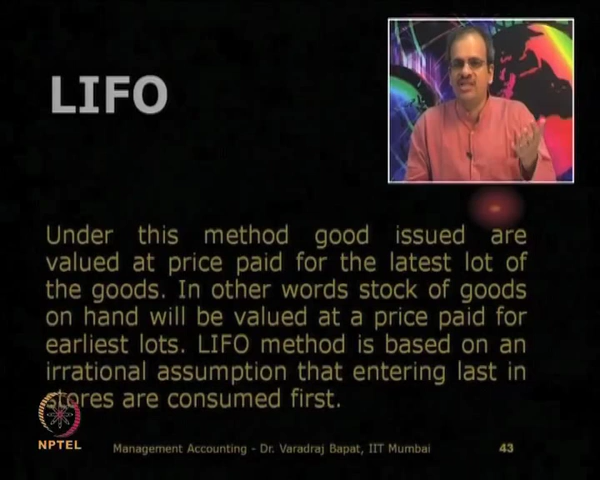 LIFO
Under this method good issued are
valued at price paid for the latest lot of
the goods. In other words stock of goods
on hand will be valued at a price paid for
earliest lots. LIFO method is based on an
irrational assumption that entering last in
stores are consumed first.
NPTEL
Management Accounting - Dr. Varadraj Bapat, IIT Mumbai
43